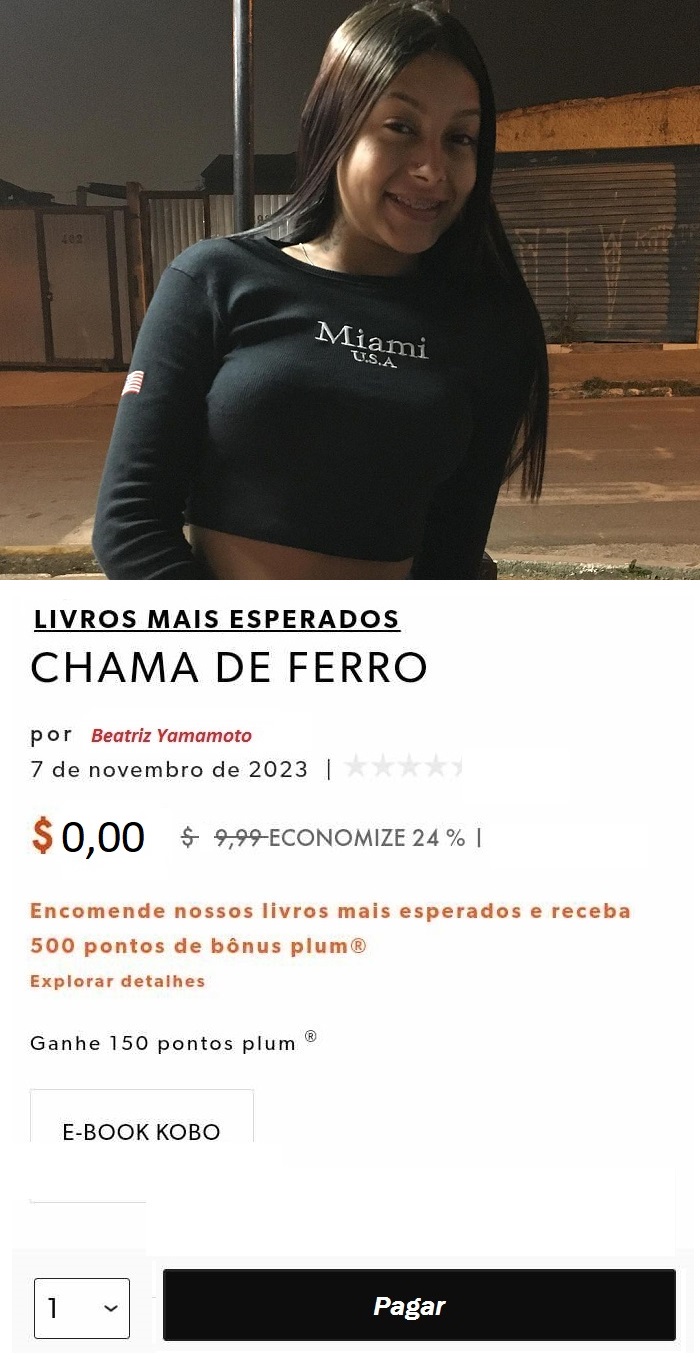 402
Miami
U.S.A
LIVROS MAIS ESPERADOS
CHAMA DE FERRO
por Beatriz Yamamoto
7 de novembro de 2023 |
$ 0,00 $ 9,99 ECONOMIZE 24 % |
Encomende nossos livros mais esperados e receba
500 pontos de bônus plum®
Explorar detalhes
Ganhe 150 pontos plum ®
E-BOOK KOBO
1
Pagar